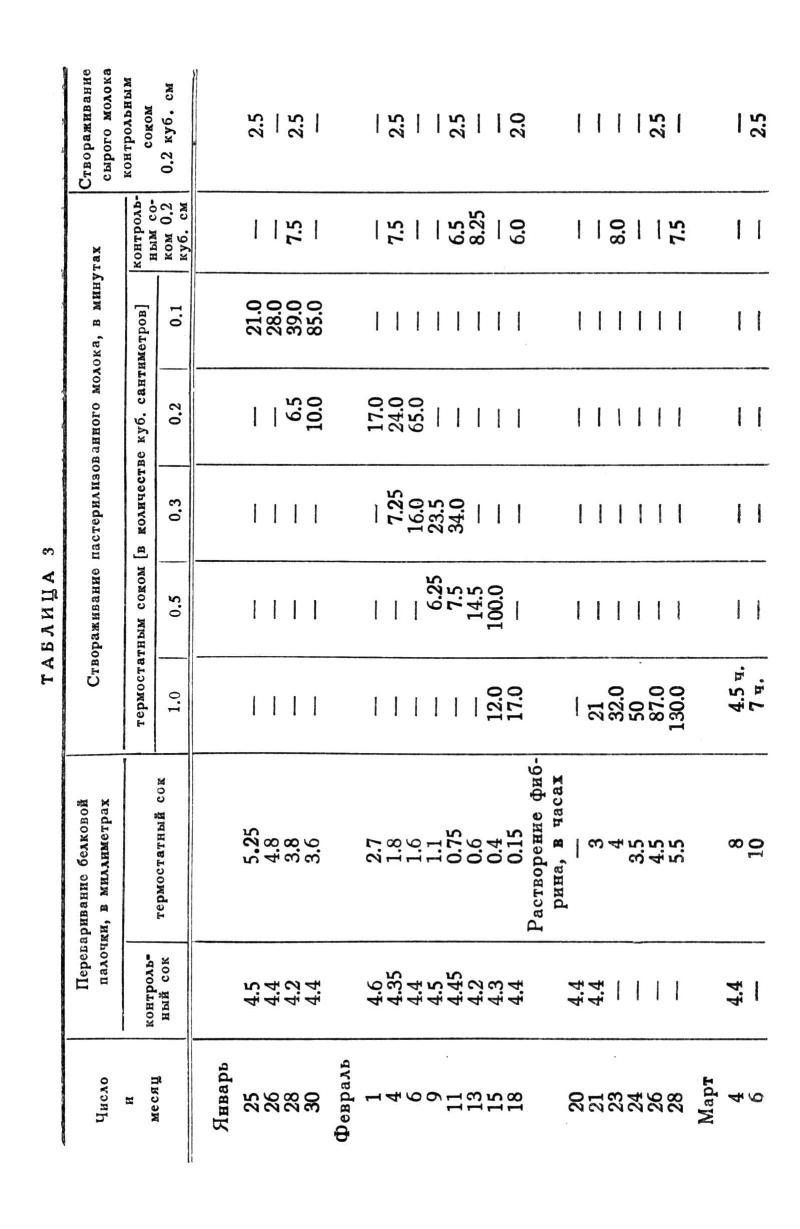 ТАБЛИЦА 3
Число и месяц | Переваривание белковой палочки, в миллиметрах | Створаживание пастерилизованного молока, в минутах | Створаживание сырого молока контрольным соком 0.2 куб. см
контроль-ный сок | термостатный сок | термостатным соком [в количестве куб. сантиметров] | контроль-ным со-ком 0.2 куб. см
1.0 | 0.5 | 0.3 | 0.2 | 0.1
Январь
25 | 4.5 | 5.25 | — | — | — | — | 21.0 | — | 2.5
26 | 4.4 | 4.8 | — | — | — | — | 28.0 | — | —
28 | 4.2 | 3.8 | — | — | — | 6.5 | 39.0 | 7.5 | 2.5
30 | 4.4 | 3.6 | — | — | — | 10.0 | 85.0 | — | —
Февраль
1 | 4.6 | 2.7 | — | — | — | 17.0 | — | — | —
4 | 4.35 | 1.8 | — | — | 7.25 | 24.0 | — | 7.5 | 2.5
6 | 4.4 | 1.6 | — | — | 16.0 | 65.0 | — | — | —
9 | 4.5 | 1.1 | — | 6.25 | 23.5 | — | — | — | —
11 | 4.45 | 0.75 | — | 7.5 | 34.0 | — | — | 6.5 | 2.5
13 | 4.2 | 0.6 | — | 14.5 | — | — | — | 8.25 | —
15 | 4.3 | 0.4 | 12.0 | 100.0 | — | — | — | — | —
18 | 4.4 | 0.15 | 17.0 | — | — | — | — | 6.0 | 2.0
Растворение фиб-
рина, в часах
20 | 4.4 | — | — | — | — | — | — | — | —
21 | 4.4 | 3 | 21 | — | — | — | — | — | —
23 | — | 4 | 32.0 | — | — | — | — | 8.0 | —
24 | — | 3.5 | 50 | — | — | — | — | — | —
26 | — | 4.5 | 87.0 | — | — | — | — | — | 2.5
28 | — | 5.5 | 130.0 | — | — | — | — | 7.5 | —
Март
4 | 4.4 | 8 | 4.5 ч. | — | — | — | — | — | —
6 | — | 10 | 7 ч. | — | — | — | — | — | 2.5